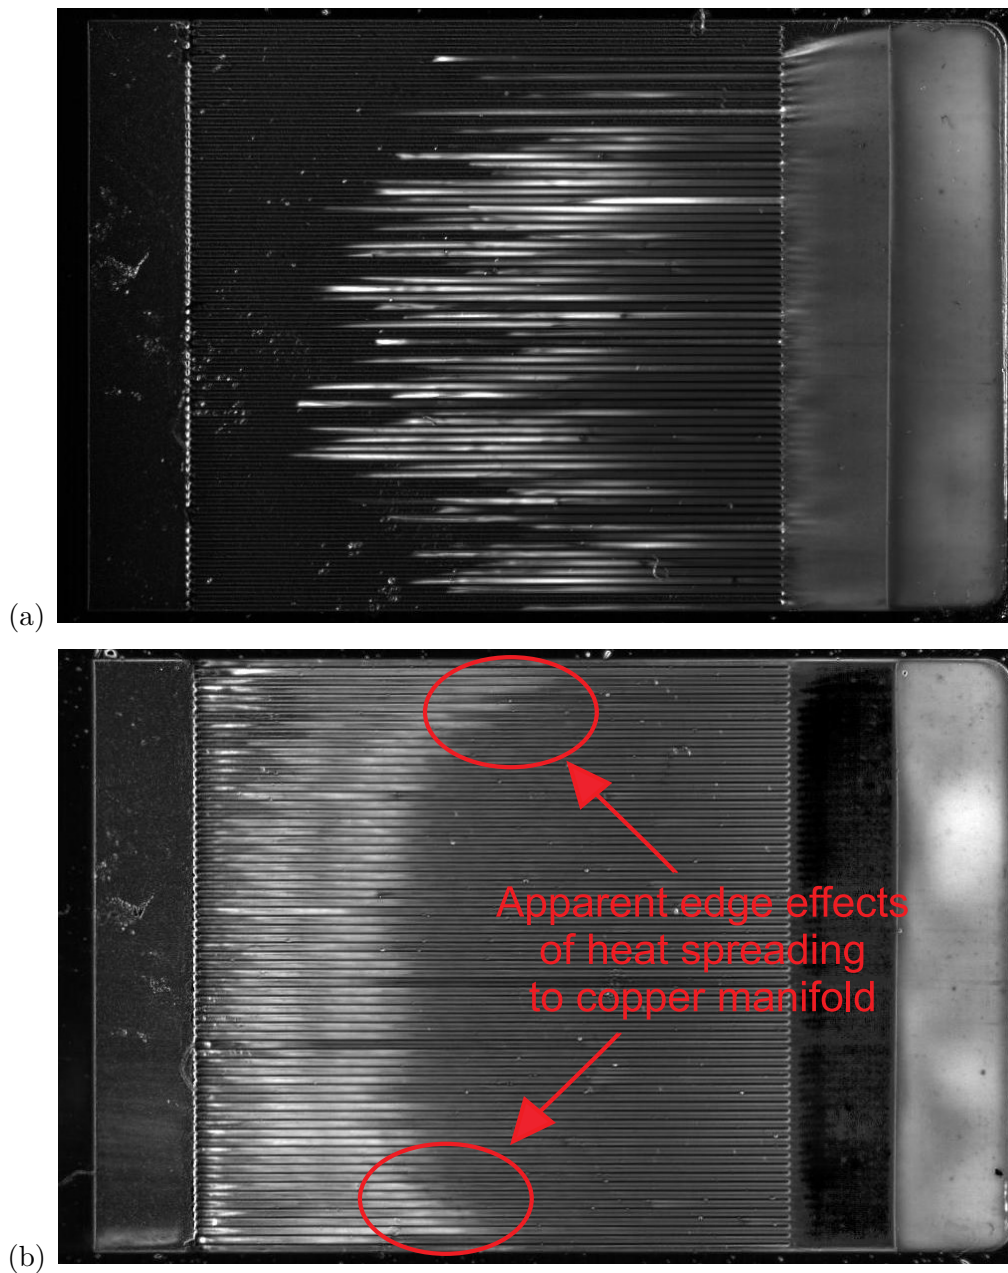 (a)
Apparent edge effects
of heat spreading
to copper manifold
(b)